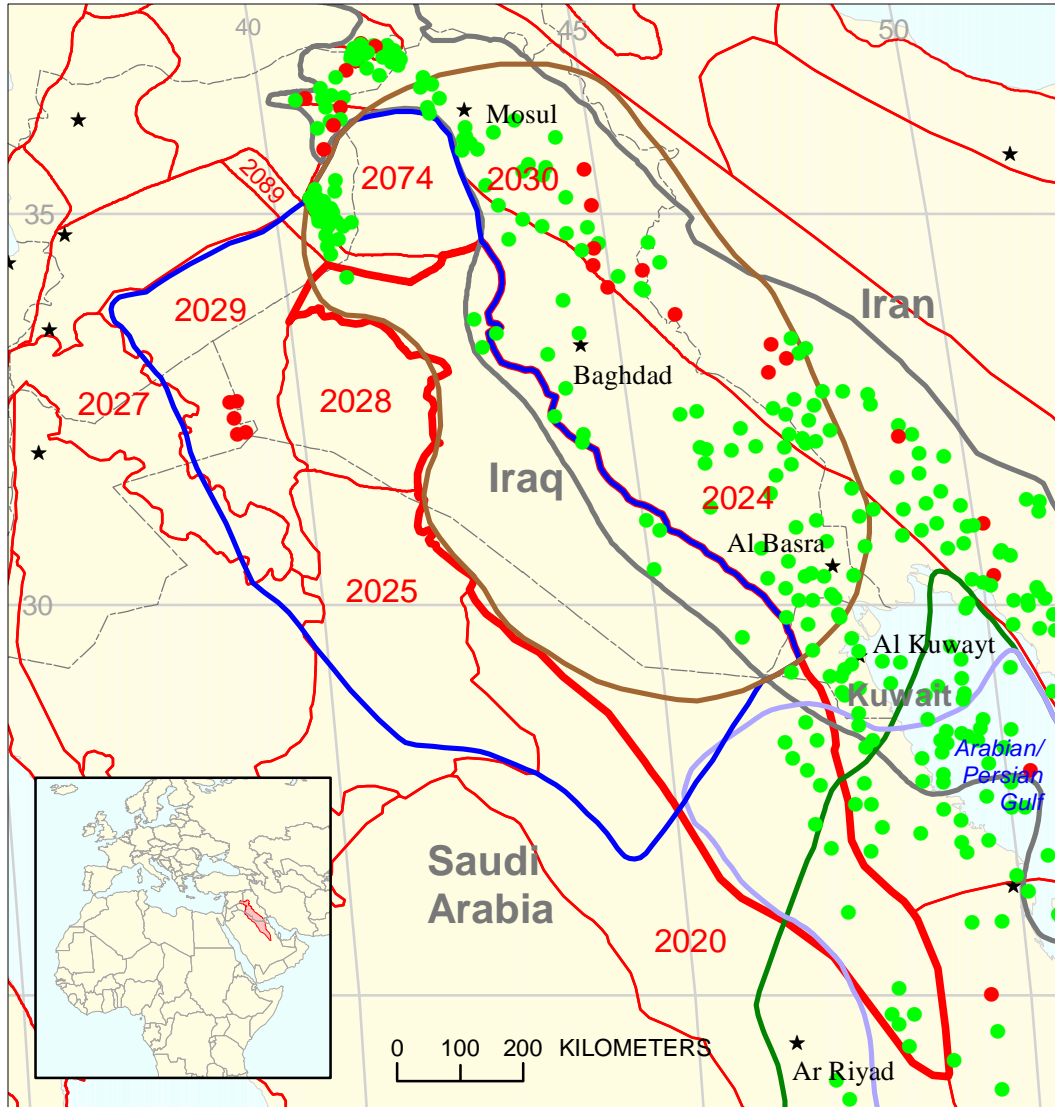 40
45
50
Mosul
2074
2030
2089
35
Iran
2029
Baghdad
2027
2028
Iraq
2024
Al Basra
2025
30
Al Kuwayt
Kuwait
Arabian/
Persian
Gulf
Saudi
Arabia
2020
0 100 200 KILOMETERS
Ar Riyad